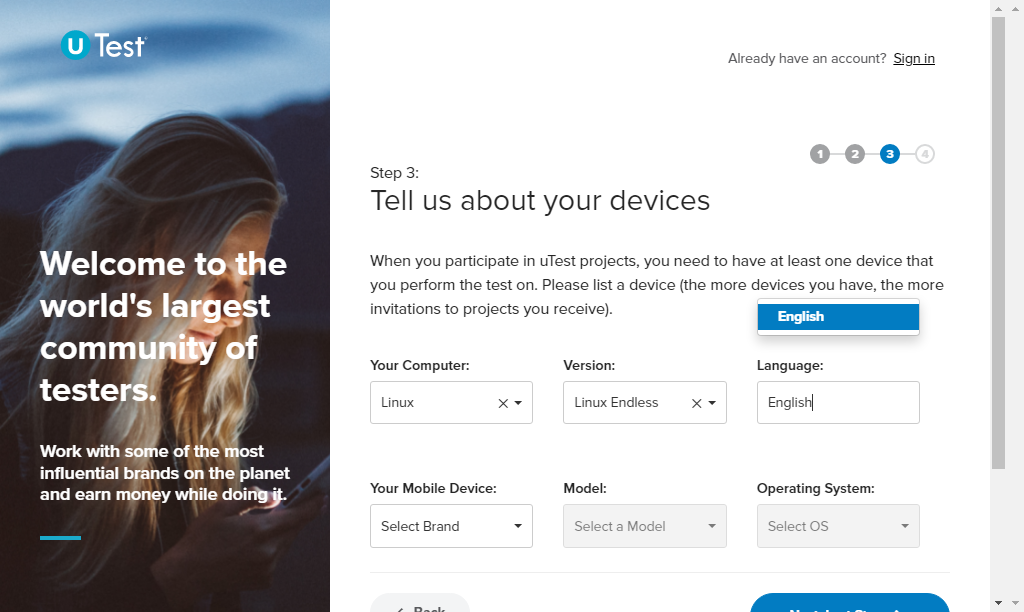 U Test
Already have an account? Sign in
1 2 3 4
Step 3:
Tell us about your devices
Welcome to the
world's largest
community of
testers.
Work with some of the most
influential brands on the planet
and earn money while doing it.
When you participate in uTest projects, you need to have at least one device that
you perform the test on. Please list a device (the more devices you have, the more
invitations to projects you receive).
English
Your Computer: Version: Language:
Linux Linux Endless English
Your Mobile Device: Model: Operating System:
Select Brand Select a Model Select OS
Back